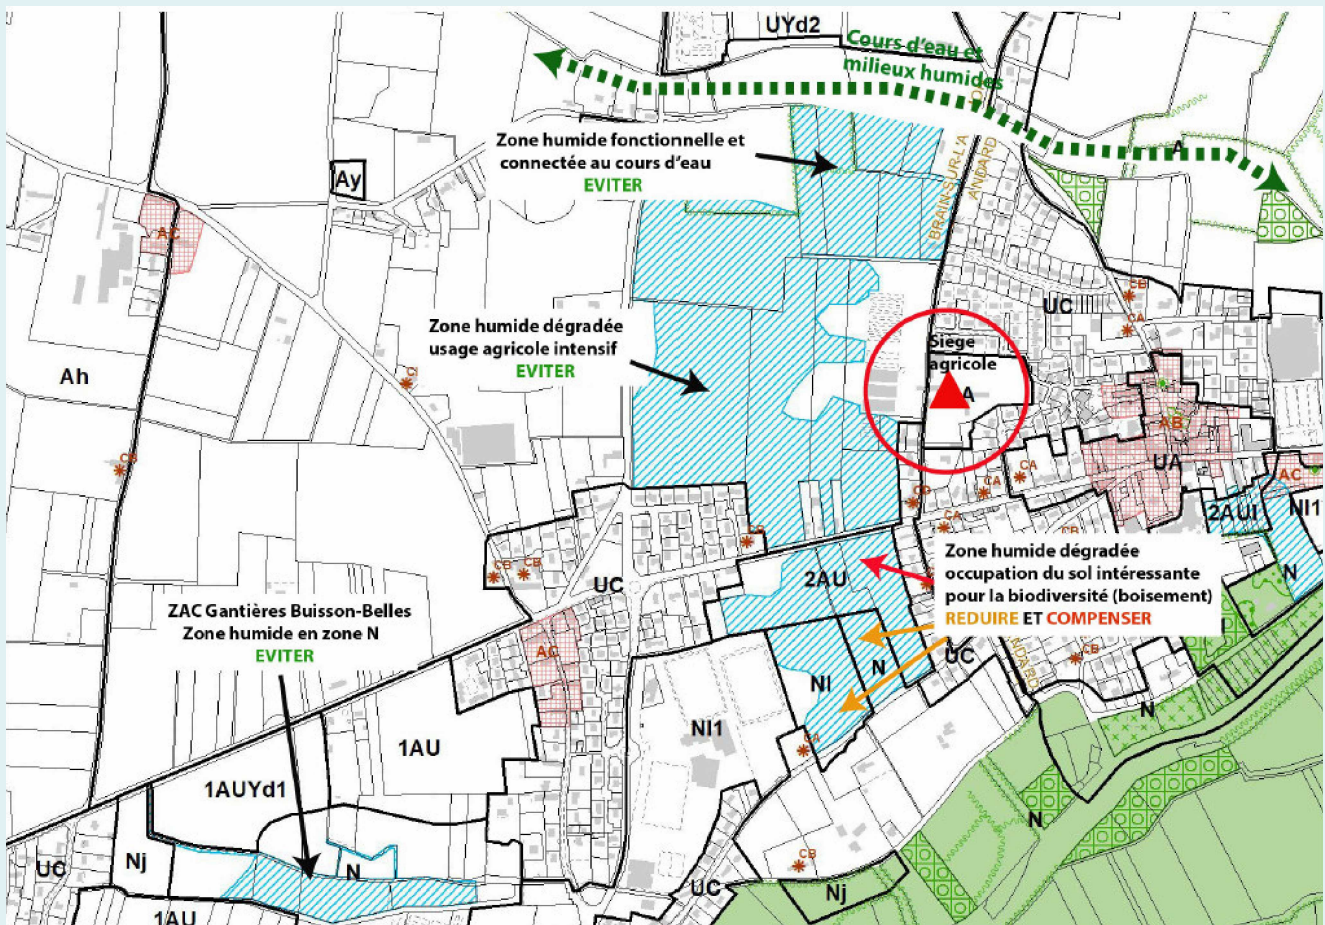 UYd2
Cours d'eau et
milieux humides
Zone humide fonctionnelle et
connectée au cours d'eau
EVITER
A
Ay
BRAIN-SUR-L'A
ANDARD
AC
CB
UC
CA
Zone humide dégradée
usage agricole intensif
EVITER
Siège
agricole
A
Ah
AB
UA
CB
CA
CA
AC
2AUI
NI1
CA
CB
Zone humide dégradée
occupation du sol intéressante
pour la biodiversité (boisement)
REDUIRE ET COMPENSER
2AU
UC
CB
CB
N
ZAC Gantières Buisson-Belles
Zone humide en zone N
EVITER
AC
NI
N
UC
CB
NI1
N
CA
1AU
1AUYd1
N
UC
Nj
N
CB
UC
Nj
1AU